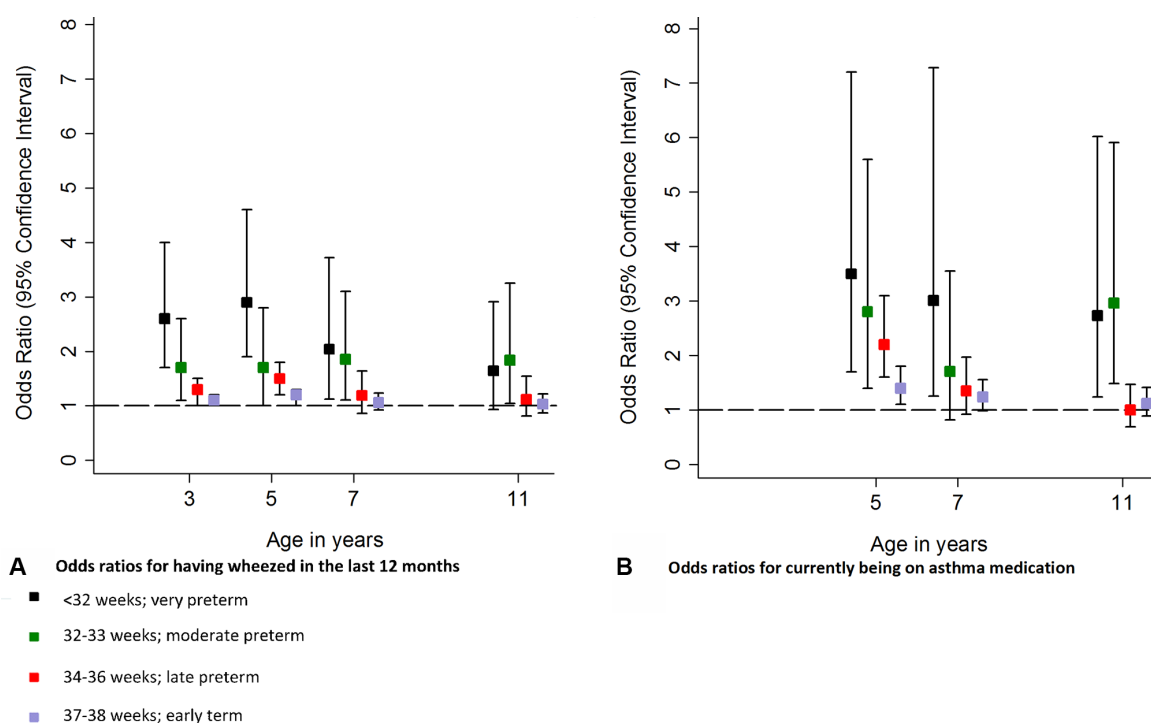 Odds Ratio (95% Confidence Interval)
8
7
6
5
4
3
2
1
0
3 5 7 11
Age in years
A Odds ratios for having wheezed in the last 12 months
Odds Ratio (95% Confidence Interval)
8
7
6
5
4
3
2
1
0
5 7 11
Age in years
B Odds ratios for currently being on asthma medication
<32 weeks; very preterm
32-33 weeks; moderate preterm
34-36 weeks; late preterm
37-38 weeks; early term